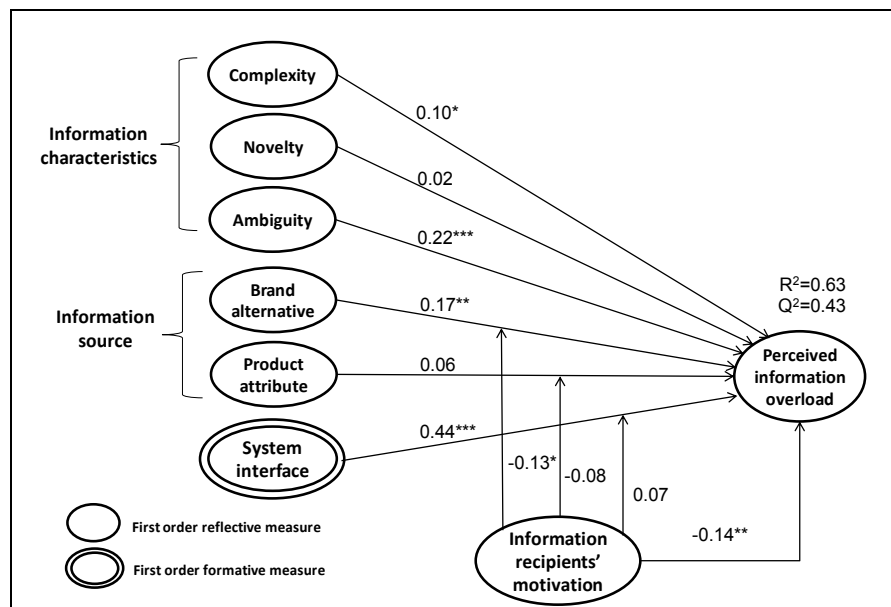 Complexity
0.10*
Information
characteristics
Novelty
0.02
Ambiguity
0.22***
R²=0.63
Q²=0.43
Brand
alternative
0.17**
Information
source
Product
attribute
0.06
Perceived
information
overload
System
interface
0.44***
-0.13*
-0.08
0.07
First order reflective measure
First order formative measure
Information
recipients'
motivation
-0.14**